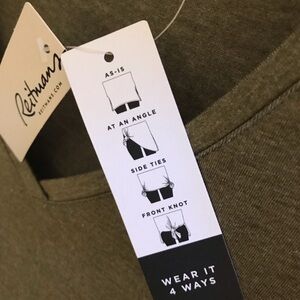 Reitmans
REITMANS.COM
AS-IS
AT AN ANGLE
SIDE TIES
FRONT KNOT
WEAR IT
4 WAYS